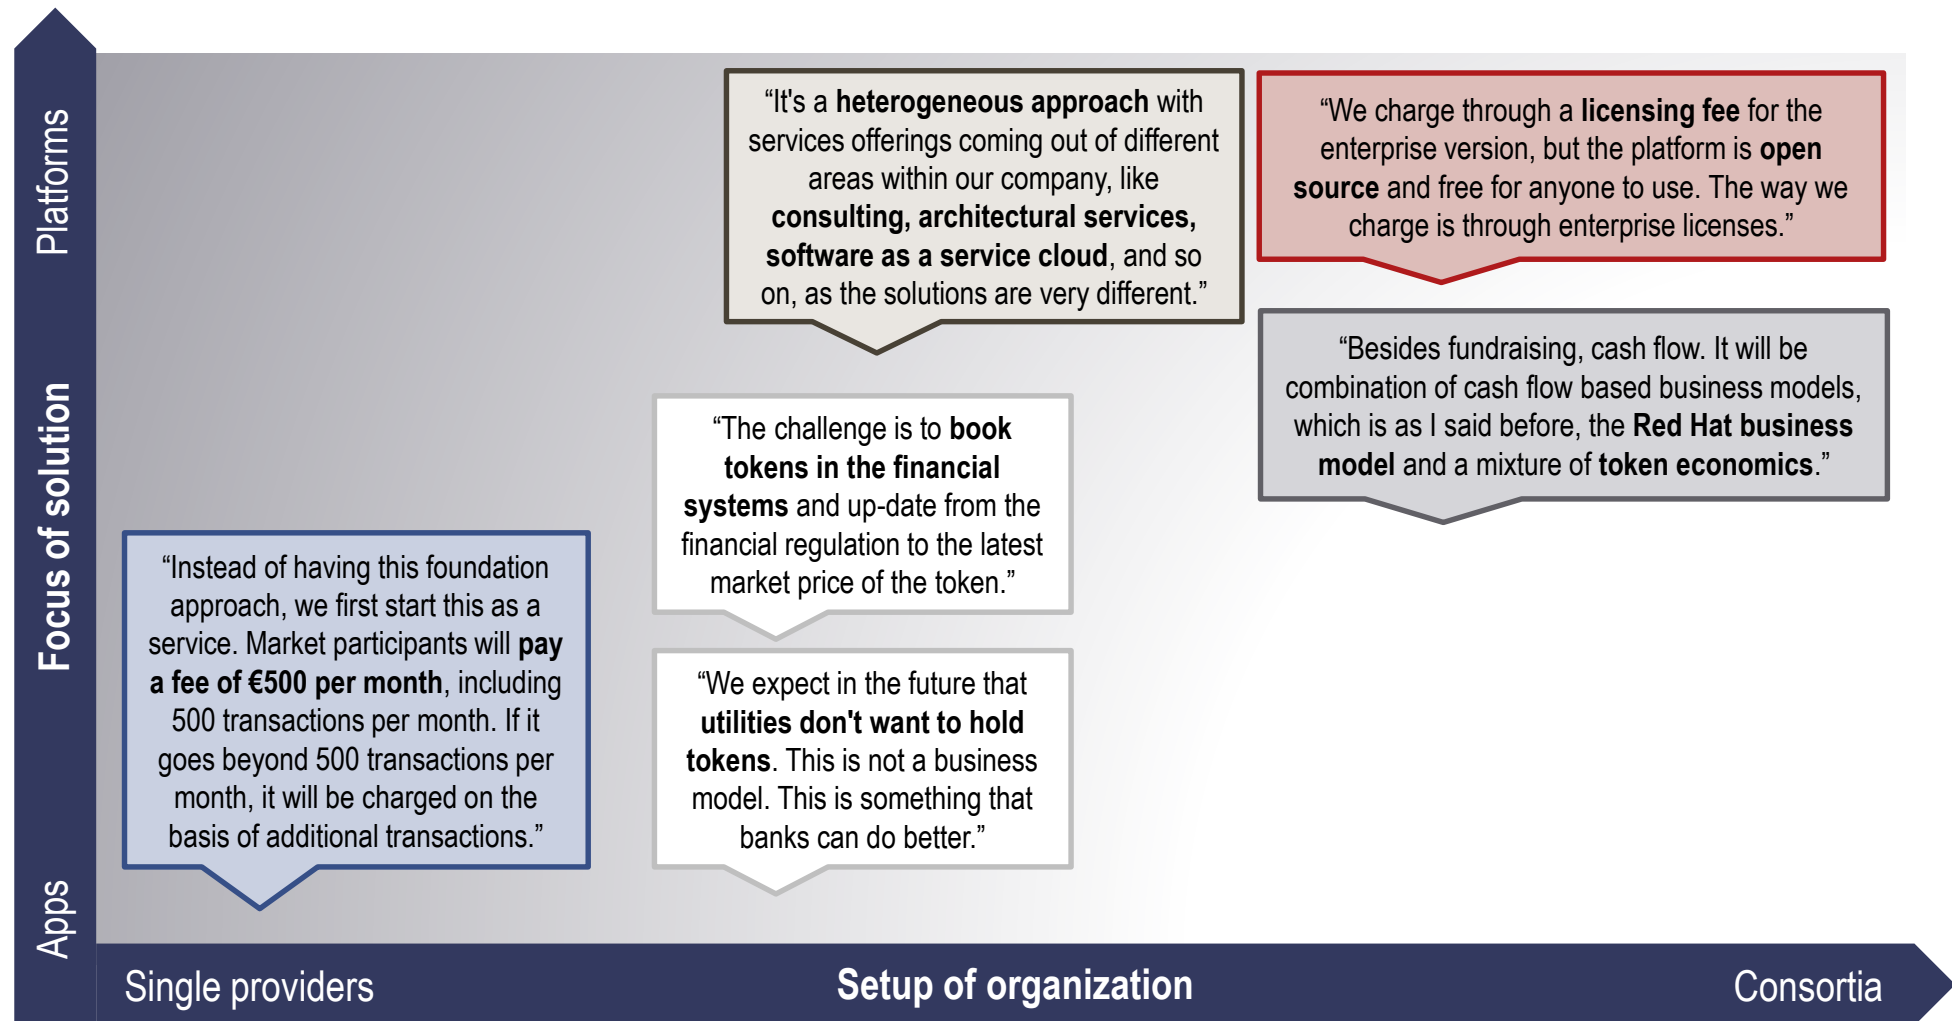 Platforms
Focus of solution
Apps
“It's a heterogeneous approach with
services offerings coming out of different
areas within our company, like
consulting, architectural services,
software as a service cloud, and so
on, as the solutions are very different.”
“We charge through a licensing fee for the
enterprise version, but the platform is open
source and free for anyone to use. The way we
charge is through enterprise licenses.”
“Besides fundraising, cash flow. It will be
combination of cash flow based business models,
which is as I said before, the Red Hat business
model and a mixture of token economics.”
“The challenge is to book
tokens in the financial
systems and up-date from the
financial regulation to the latest
market price of the token.”
“Instead of having this foundation
approach, we first start this as a
service. Market participants will pay
a fee of €500 per month, including
500 transactions per month. If it
goes beyond 500 transactions per
month, it will be charged on the
basis of additional transactions.”
“We expect in the future that
utilities don't want to hold
tokens. This is not a business
model. This is something that
banks can do better.”
Single providers
Setup of organization
Consortia